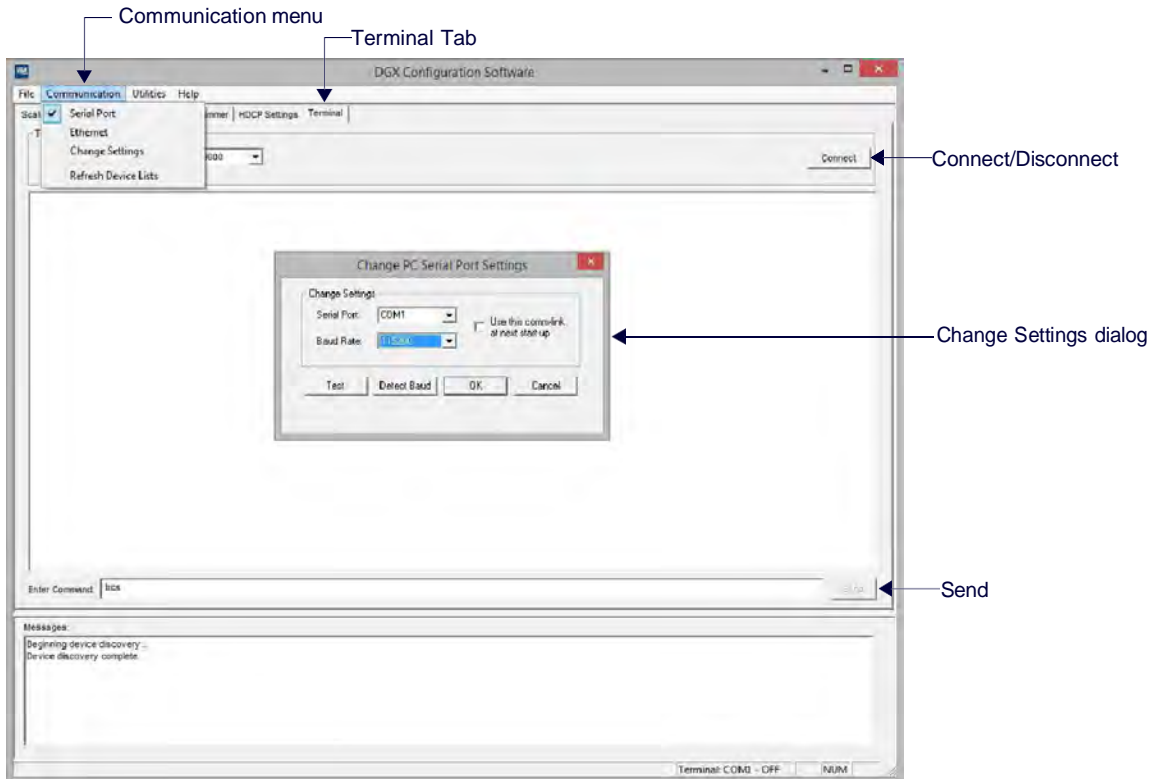 Communication menu
Terminal Tab
DGX Configuration Software
File Communication Utilities Help
Serial Port
HDCP Settings Terminal
Ethernet
Change Settings
Connect
Connect/Disconnect
Refresh Device Lists
Change PC Serial Port Settings
Change Settings
Serial Port: COM1
Use this comm-link
at next start up
Baud Rate:
Change Settings dialog
Test Detect Baud OK Cancel
Enter Command:
Send
Messages:
Beginning device discovery...
Device discovery complete.
Terminal: COM1 - OFF NUM